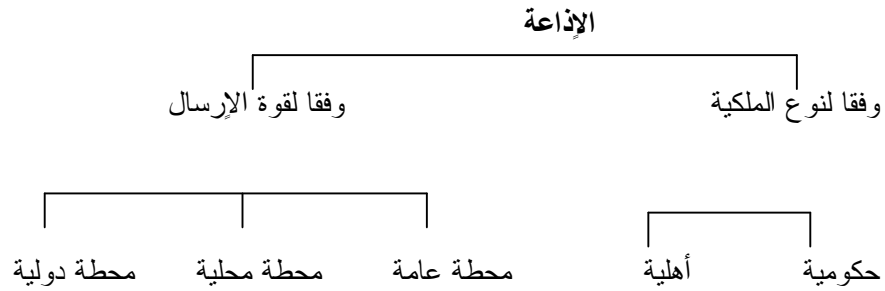 الإذاعة
وفقا لنوع الملكية وفقا لقوة الإرسال
حكومية أهلية محطة عامة محطة محلية محطة دولية